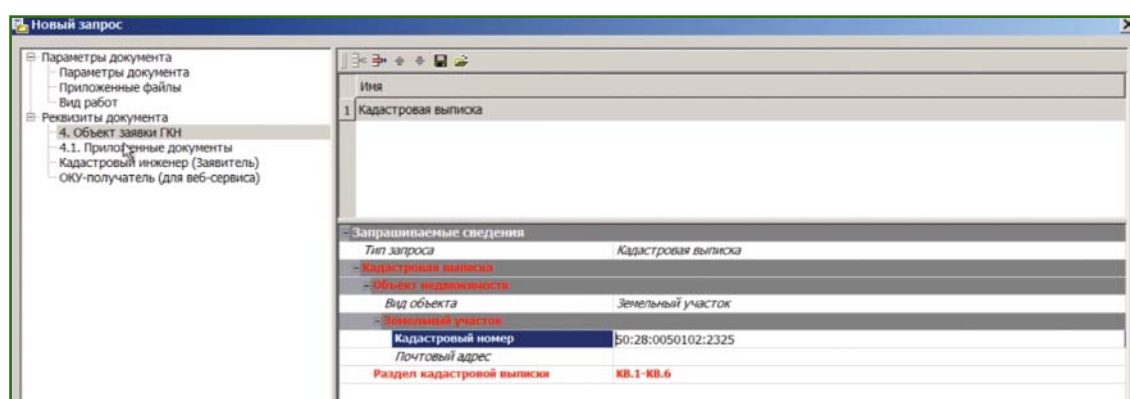 Новый запрос
Параметры документа
Параметры документа
Приложенные файлы
Вид работ
Реквизиты документа
4. Объект заявки ГКН
4.1. Приложенные документы
Кадастровый инженер (Заявитель)
ОКУ-получатель (для веб-сервиса)
Имя
1 Кадастровая выписка
Запрашиваемые сведения
Тип запроса Кадастровая выписка
Кадастровая выписка
Объект недвижимости
Вид объекта Земельный участок
Земельный участок
Кадастровый номер 50:28:0050102:2325
Почтовый адрес
Раздел кадастровой выписки КВ.1-КВ.6